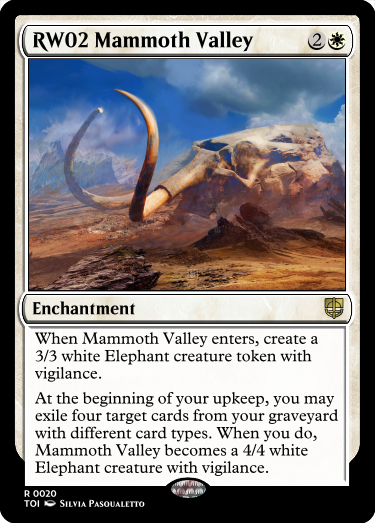 RW02 Mammoth Valley 2
Enchantment
When Mammoth Valley enters, create a
3/3 white Elephant creature token with
vigilance.
At the beginning of your upkeep, you may
exile four target cards from your graveyard
with different card types. When you do,
Mammoth Valley becomes a 4/4 white
Elephant creature with vigilance.
R 0020
TOI Silvia Pasqualetto